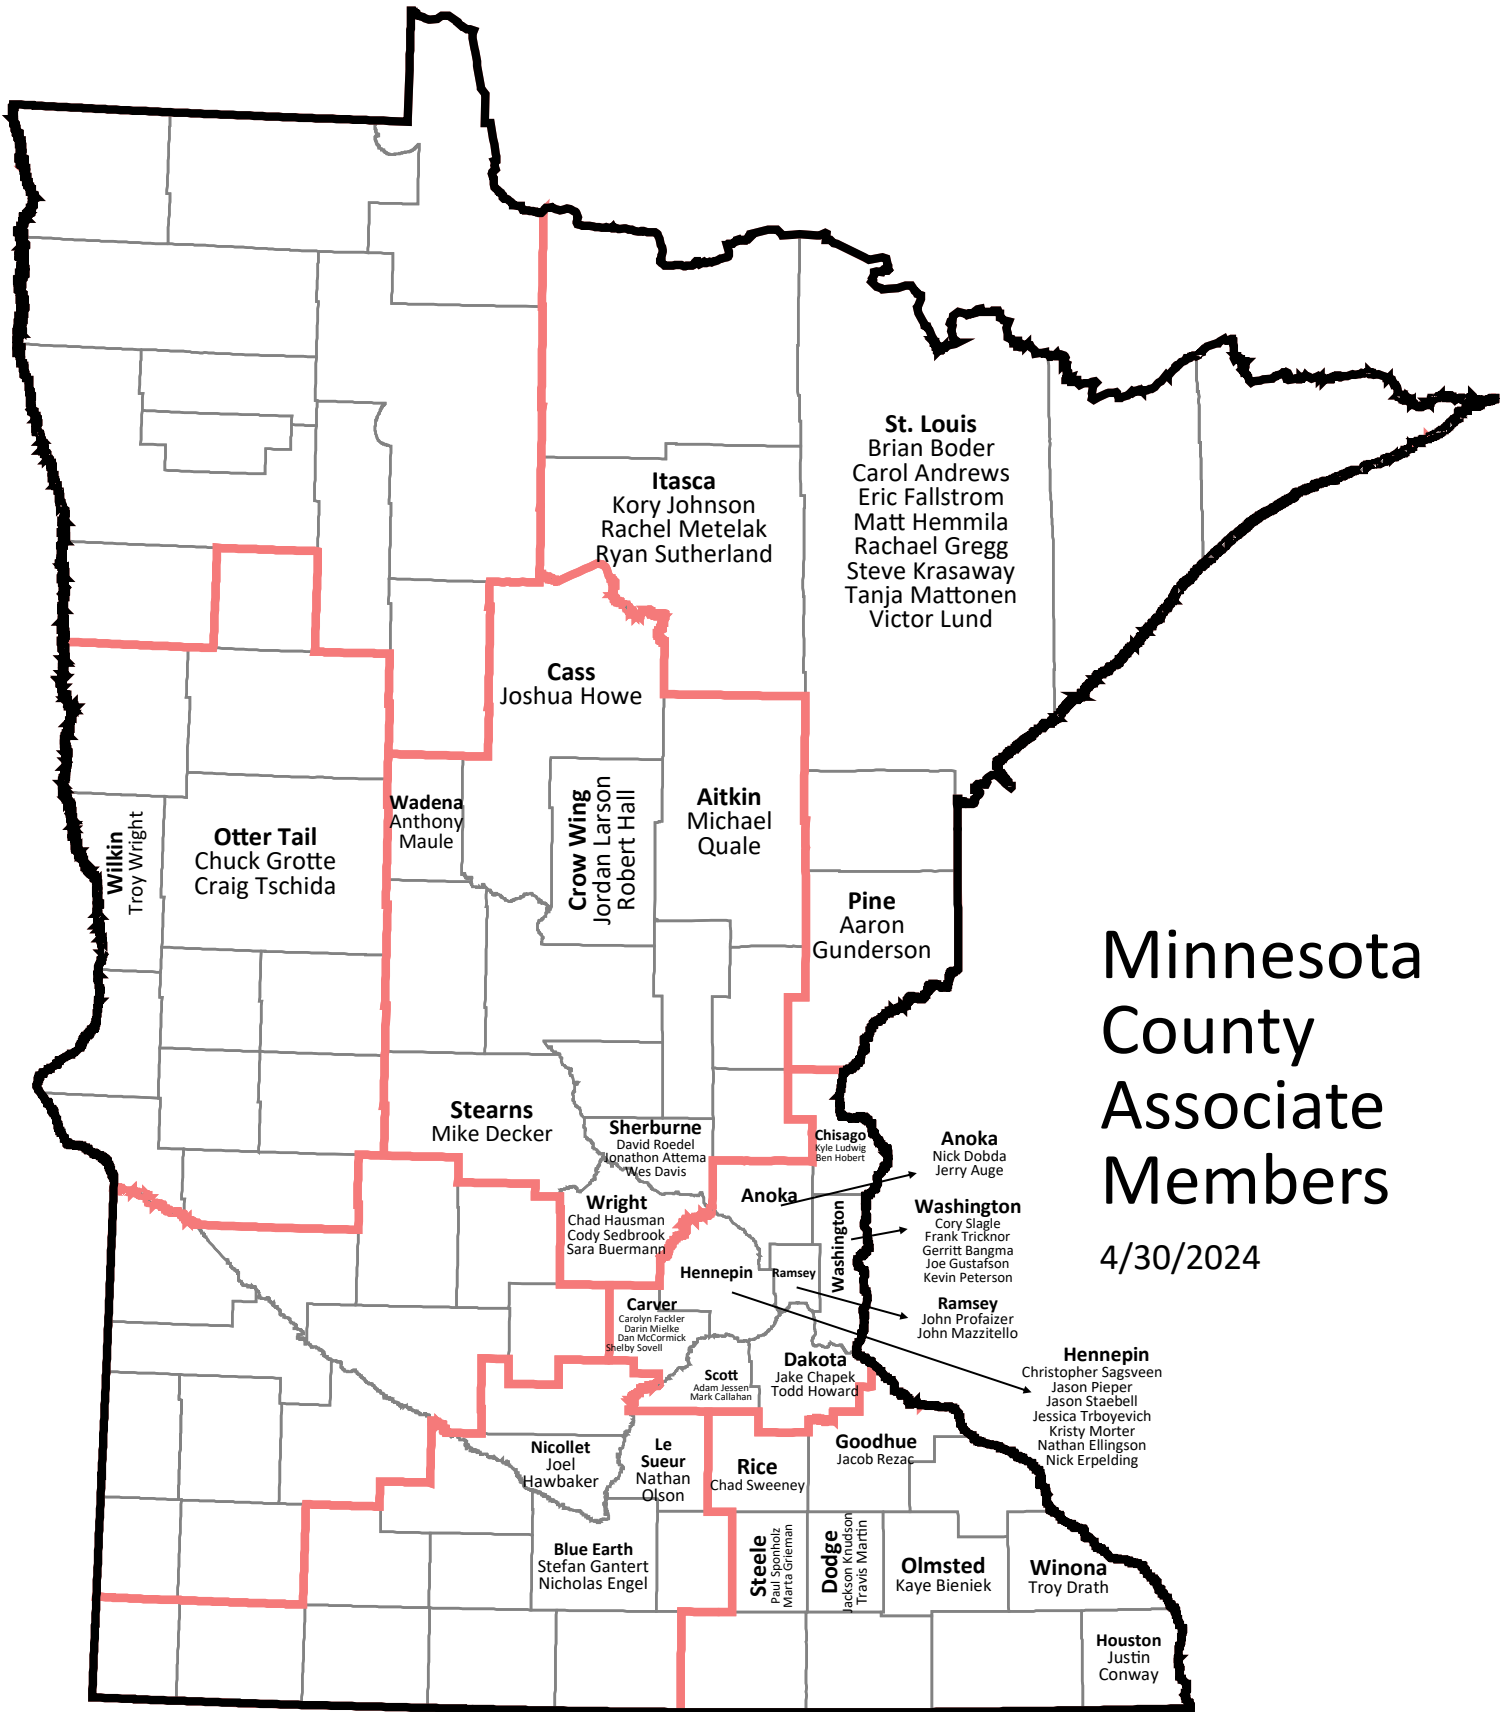 St. Louis
Brian Boder
Carol Andrews
Eric Fallstrom
Matt Hemmila
Rachael Gregg
Steve Krasaway
Tanja Mattonen
Victor Lund
Itasca
Kory Johnson
Rachel Metelak
Ryan Sutherland
Cass
Joshua Howe
Wadena
Anthony
Maule
Crow Wing
Jordan Larson
Robert Hall
Aitkin
Michael
Quale
Wilkin
Troy Wright
Otter Tail
Chuck Grotte
Craig Tschida
Pine
Aaron
Gunderson
Minnesota
County
Associate
Members
4/30/2024
Stearns
Mike Decker
Sherburne
David Roedel
Jonathon Attema
Wes Davis
Chisago
Kyle Ludwig
Ben Hobert
Anoka
Nick Dobda
Jerry Auge
Wright
Chad Hausman
Cody Sedbrook
Sara Buermann
Anoka
Washington
Washington
Cory Slagle
Frank Tricknor
Gerritt Bangma
Joe Gustafson
Kevin Peterson
Hennepin
Ramsey
Ramsey
John Profaizer
John Mazzitello
Carver
Carolyn Fackler
Darin Mielke
Dan McCormick
Shelby Sovell
Scott
Adam Jessen
Mark Callahan
Dakota
Jake Chapek
Todd Howard
Hennepin
Christopher Sagsveen
Jason Pieper
Jason Staebell
Jessica Trboyevich
Kristy Morter
Nathan Ellingson
Nick Erpelding
Nicollet
Joel
Hawbaker
Le
Sueur
Nathan
Olson
Rice
Chad Sweeney
Goodhue
Jacob Rezac
Blue Earth
Stefan Gantert
Nicholas Engel
Steele
Paul Sponholz
Marta Grieman
Dodge
Jackson Knudson
Travis Martin
Olmsted
Kaye Bieniek
Winona
Troy Drath
Houston
Justin
Conway